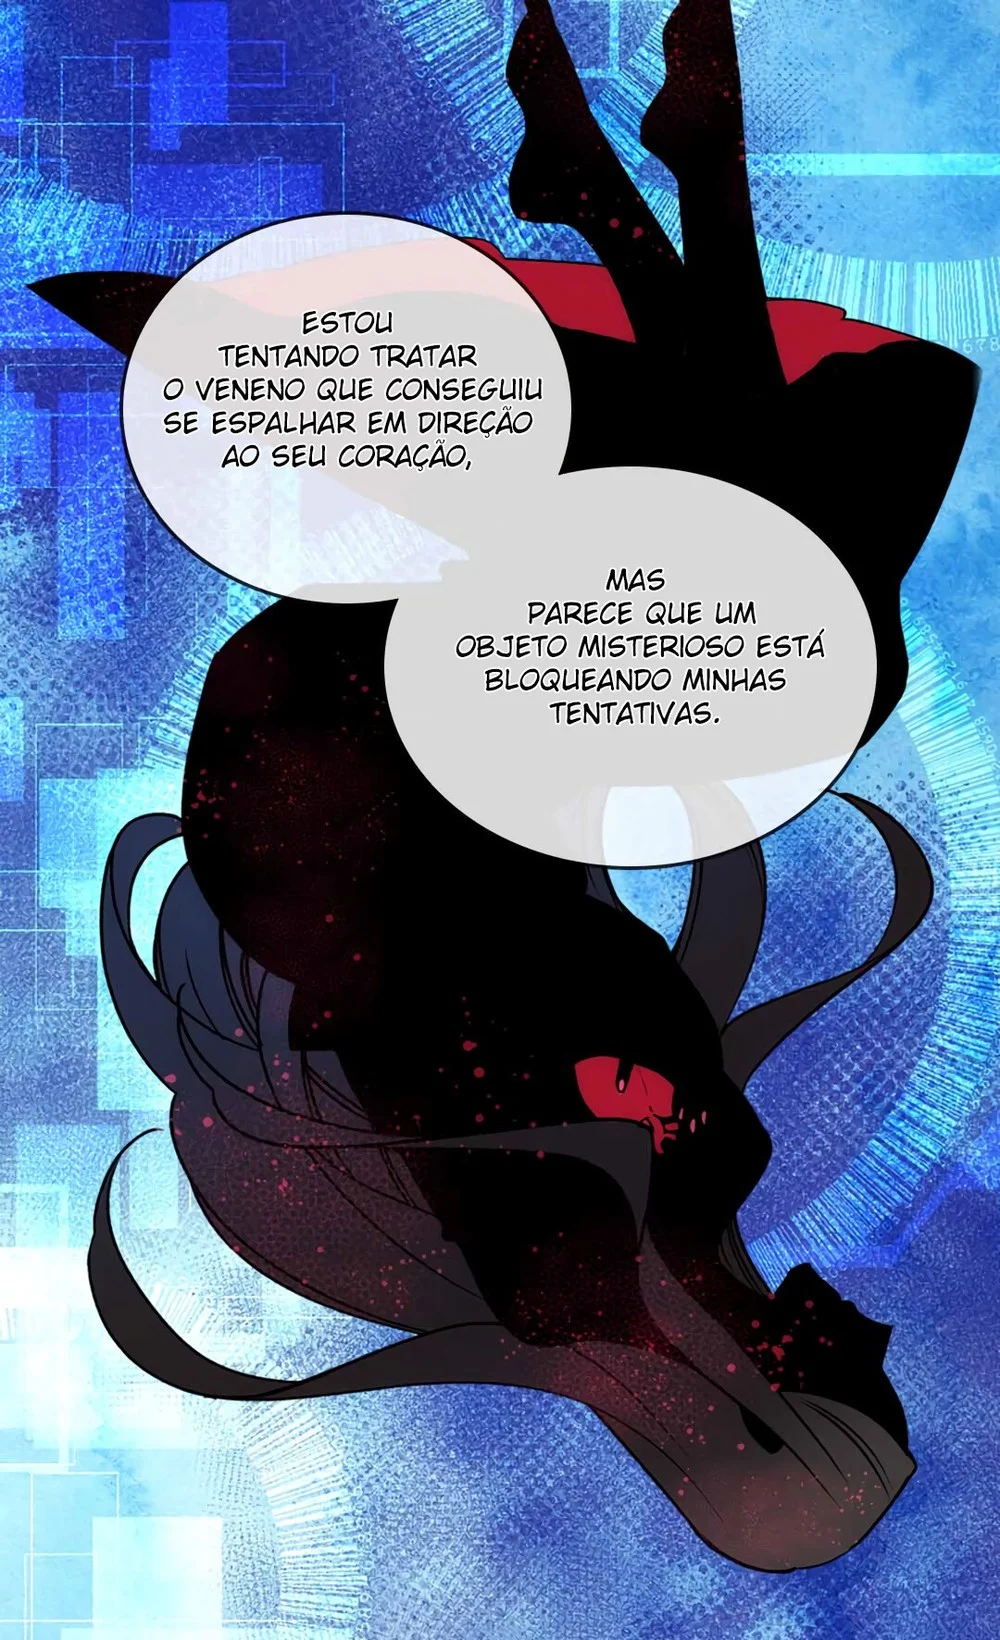 ESTOU
TENTANDO TRATAR
O VENENO QUE CONSEGUIU
SE ESPALHAR EM DIREÇÃO
AO SEU CORAÇÃO,
MAS
PARECE QUE UM
OBJETO MISTERIOSO ESTÁ
BLOQUEANDO MINHAS
TENTATIVAS.